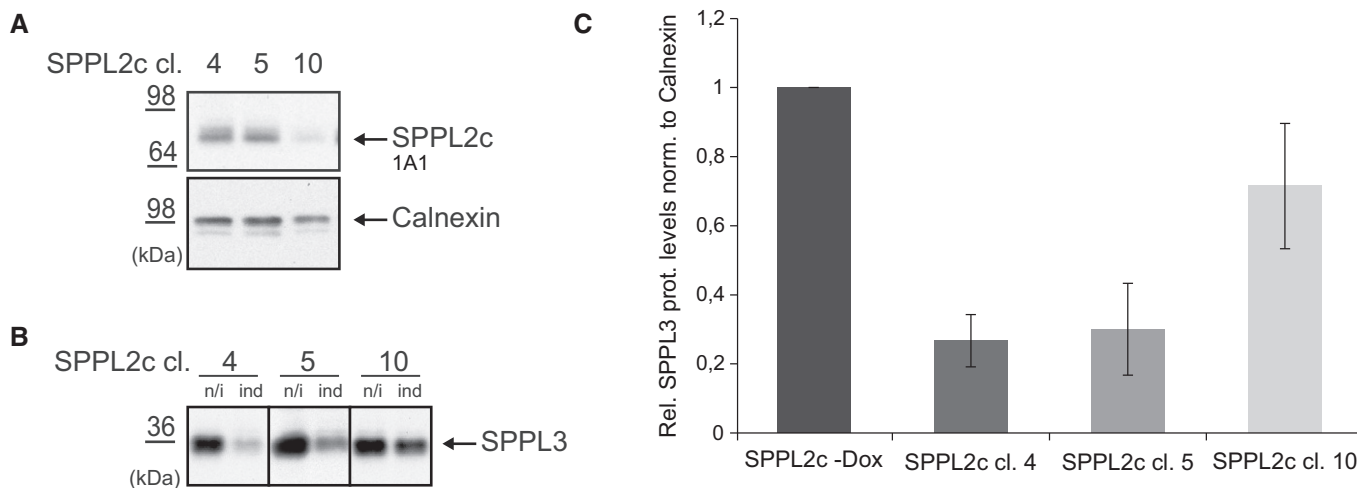 A
SPPL2c cl. 4 5 10
98
64
SPPL2c
1A1
98
Calnexin
(kDa)
B
SPPL2c cl. 4 5 10
n/i ind n/i ind n/i ind
36
SPPL3
(kDa)
C
Rel. SPPL3 prot. levels norm. to Calnexin
1,2
1
0,8
0,6
0,4
0,2
0
SPPL2c -Dox SPPL2c cl. 4 SPPL2c cl. 5 SPPL2c cl. 10